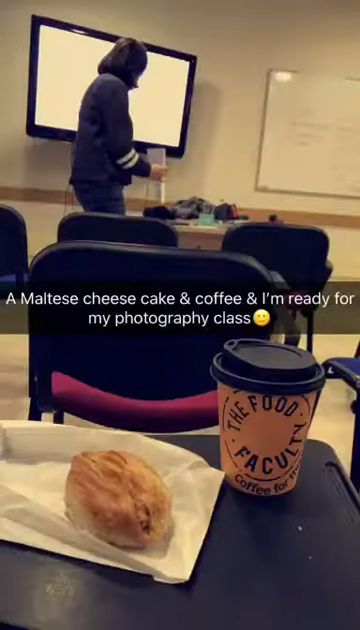 A Maltese cheese cake & coffee & I'm ready for
my photography class🙂
THE FOOD
FACULTY
Coffee for